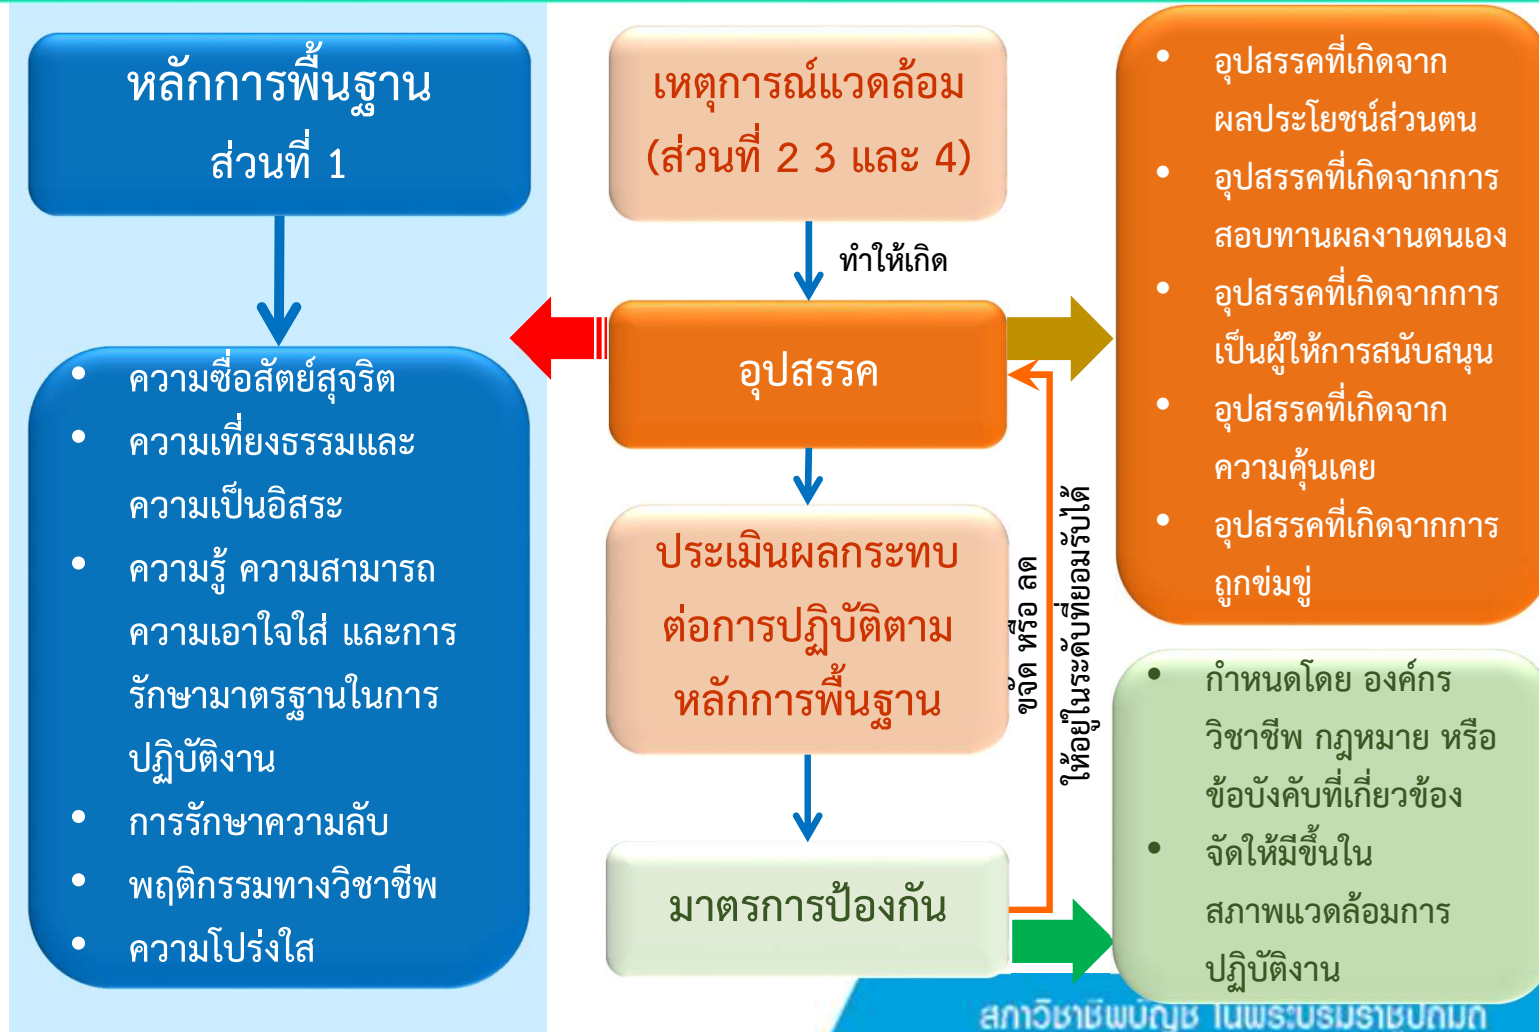 หลักการพื้นฐาน
ส่วนที่ 1
• ความซื่อสัตย์สุจริต
• ความเที่ยงธรรมและ
ความเป็นอิสระ
• ความรู้ ความสามารถ
ความเอาใจใส่ และการ
รักษามาตรฐานในการ
ปฏิบัติงาน
• การรักษาความลับ
• พฤติกรรมทางวิชาชีพ
• ความโปร่งใส
เหตุการณ์แวดล้อม
(ส่วนที่ 2 3 และ 4)
ทำให้เกิด
อุปสรรค
ประเมินผลกระทบ
ต่อการปฏิบัติตาม
หลักการพื้นฐาน
มาตรการป้องกัน
ขจัด หรือ ลด
ให้อยู่ในระดับที่ยอมรับได้
• อุปสรรคที่เกิดจาก
ผลประโยชน์ส่วนตน
• อุปสรรคที่เกิดจากการ
สอบทานผลงานตนเอง
• อุปสรรคที่เกิดจากการ
เป็นผู้ให้การสนับสนุน
• อุปสรรคที่เกิดจาก
ความคุ้นเคย
• อุปสรรคที่เกิดจากการ
ถูกข่มขู่
• กำหนดโดย องค์กร
วิชาชีพ กฎหมาย หรือ
ข้อบังคับที่เกี่ยวข้อง
• จัดให้มีขึ้นใน
สภาพแวดล้อมการ
ปฏิบัติงาน
สภาวิชาชีพบัญชี ในพระบรมราชูปถัมภ์